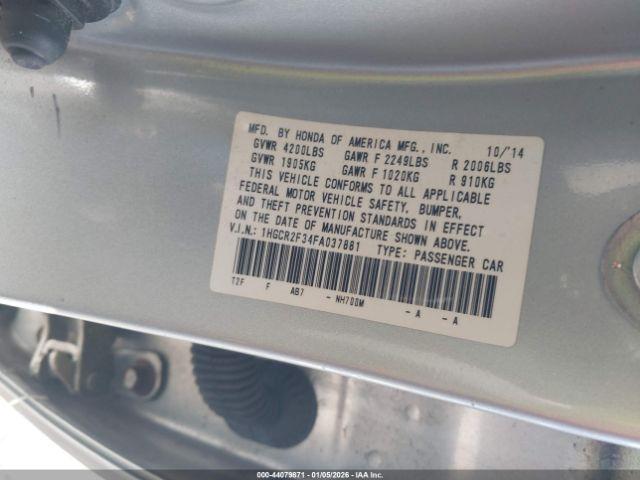 MFD. BY HONDA OF AMERICA MFG., INC. 10/'14
GVWR 4200LBS GAWR F 2249LBS R 2006LBS
GVWR 1905KG GAWR F 1020KG R 910KG
THIS VEHICLE CONFORMS TO ALL APPLICABLE
FEDERAL MOTOR VEHICLE SAFETY, BUMPER,
AND THEFT PREVENTION STANDARDS IN EFFECT
ON THE DATE OF MANUFACTURE SHOWN ABOVE.
V.I.N.: 1HGCR2F34FA037881 TYPE: PASSENGER CAR
T2F F AB7 - NH700M - A - A
000-44079871 - 01/05/2026 - IAA Inc.